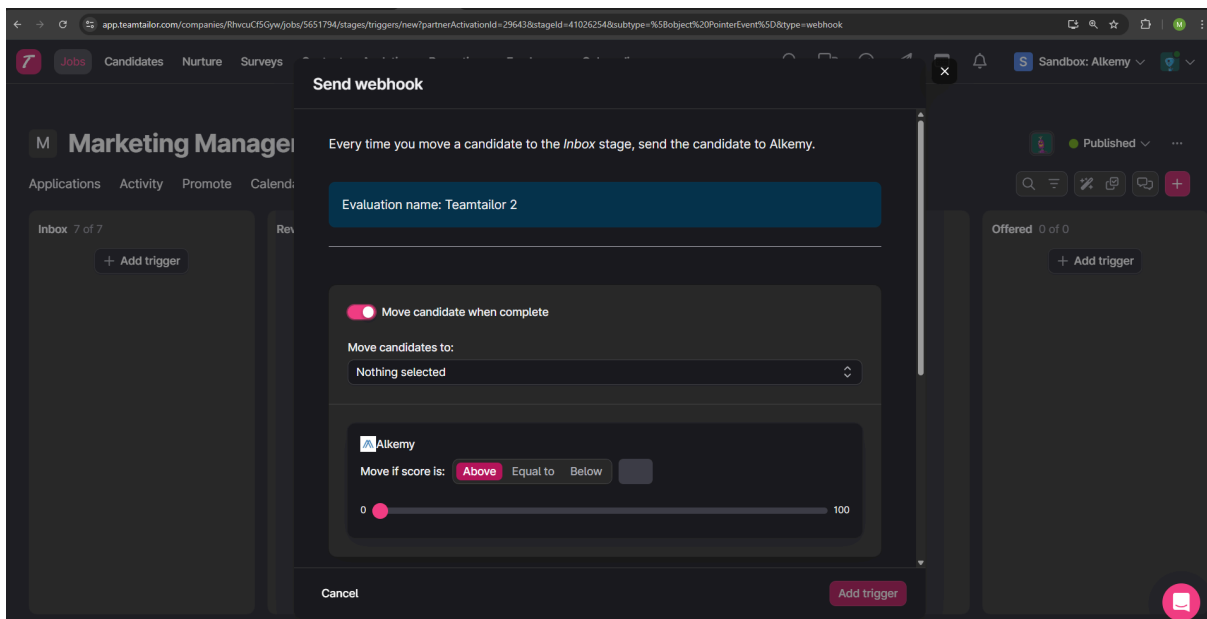 app.teamtailor.com/companies/RhvcuCf5Gyw/jobs/5651794/stages/triggers/new?partnerActivationId=29643&stageId=41026254&subtype=%5Bobject%20PointerEvent%5D&type=webhook
Jobs Candidates Nurture Surveys
S Sandbox: Alkemy
Send webhook
M Marketing Manager
Published
Every time you move a candidate to the Inbox stage, send the candidate to Alkemy.
Applications Activity Promote
Evaluation name: Teamtailor 2
Inbox 7 of 7
Offered 0 of 0
+ Add trigger
+ Add trigger
Move candidate when complete
Move candidates to:
Nothing selected
Alkemy
Move if score is: Above Equal to Below
0 100
Cancel
Add trigger